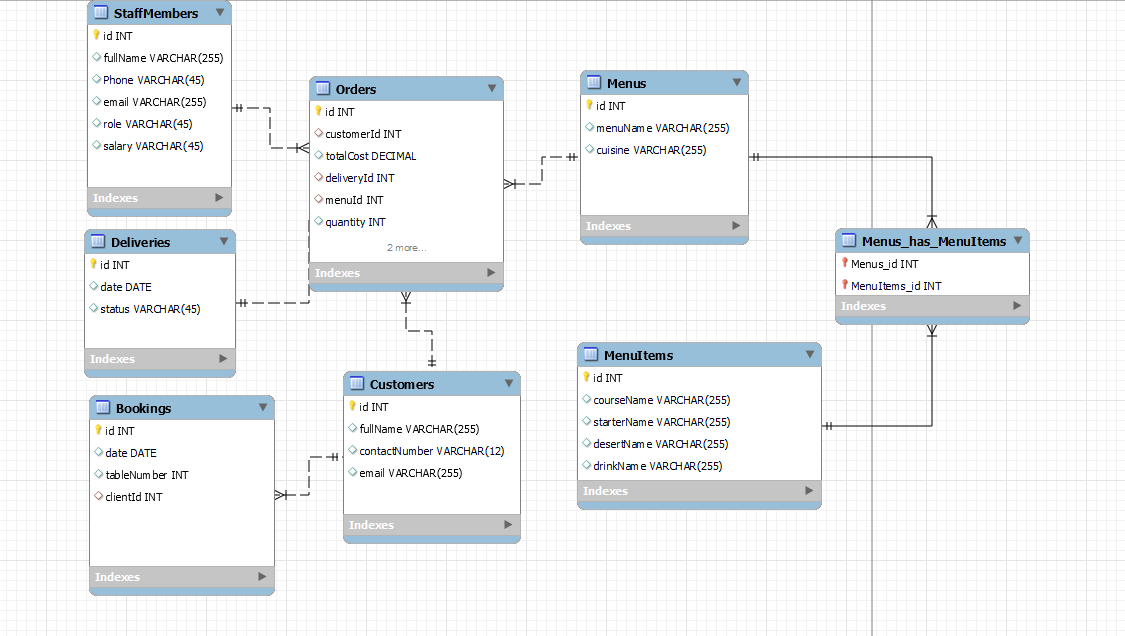 StaffMembers
id INT
fullName VARCHAR(255)
Phone VARCHAR(45)
email VARCHAR(255)
role VARCHAR(45)
salary VARCHAR(45)
Indexes
Orders
id INT
customerId INT
totalCost DECIMAL
deliveryId INT
menuId INT
quantity INT
2 more...
Indexes
Menus
id INT
menuName VARCHAR(255)
cuisine VARCHAR(255)
Indexes
Deliveries
id INT
date DATE
status VARCHAR(45)
Indexes
Menus_has_MenuItems
Menus_id INT
MenuItems_id INT
Indexes
Bookings
id INT
date DATE
tableNumber INT
clientId INT
Indexes
Customers
id INT
fullName VARCHAR(255)
contactNumber VARCHAR(12)
email VARCHAR(255)
Indexes
MenuItems
id INT
courseName VARCHAR(255)
starterName VARCHAR(255)
desertName VARCHAR(255)
drinkName VARCHAR(255)
Indexes